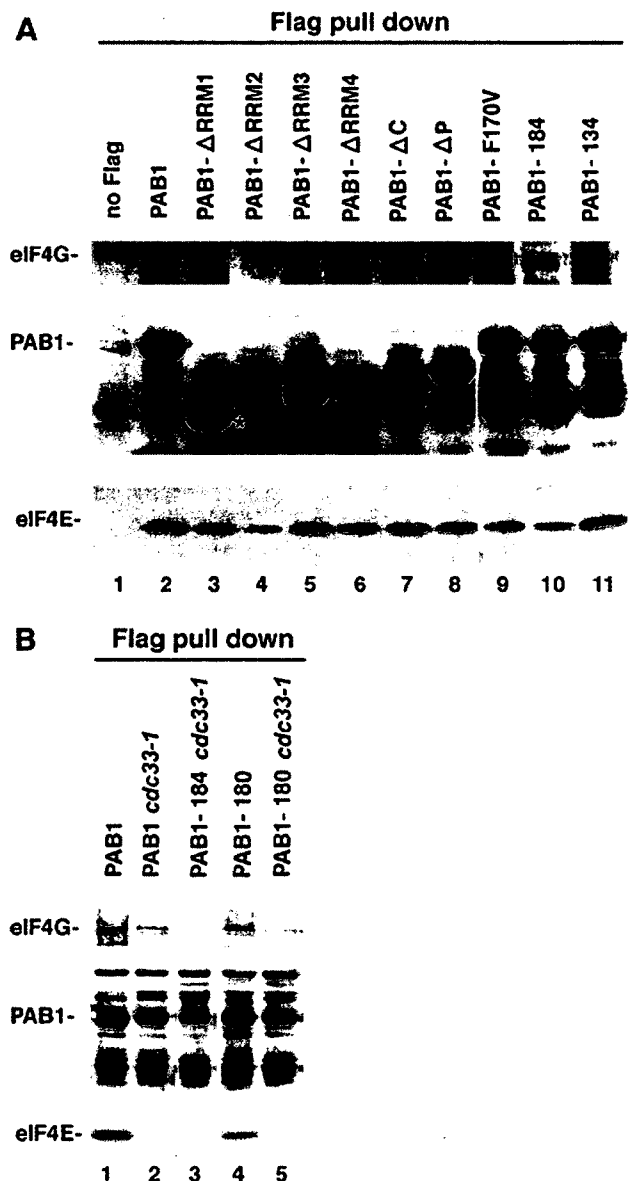 A
Flag pull down
no Flag
PAB1
PAB1-ΔRRM1
PAB1-ΔRRM2
PAB1-ΔRRM3
PAB1-ΔRRM4
PAB1-ΔC
PAB1-ΔP
PAB1-F170V
PAB1-184
PAB1-134
eIF4G-
PAB1-
eIF4E-
1 2 3 4 5 6 7 8 9 10 11
B
Flag pull down
PAB1
PAB1 cdc33-1
PAB1-184 cdc33-1
PAB1-180
PAB1-180 cdc33-1
eIF4G-
PAB1-
eIF4E-
1 2 3 4 5